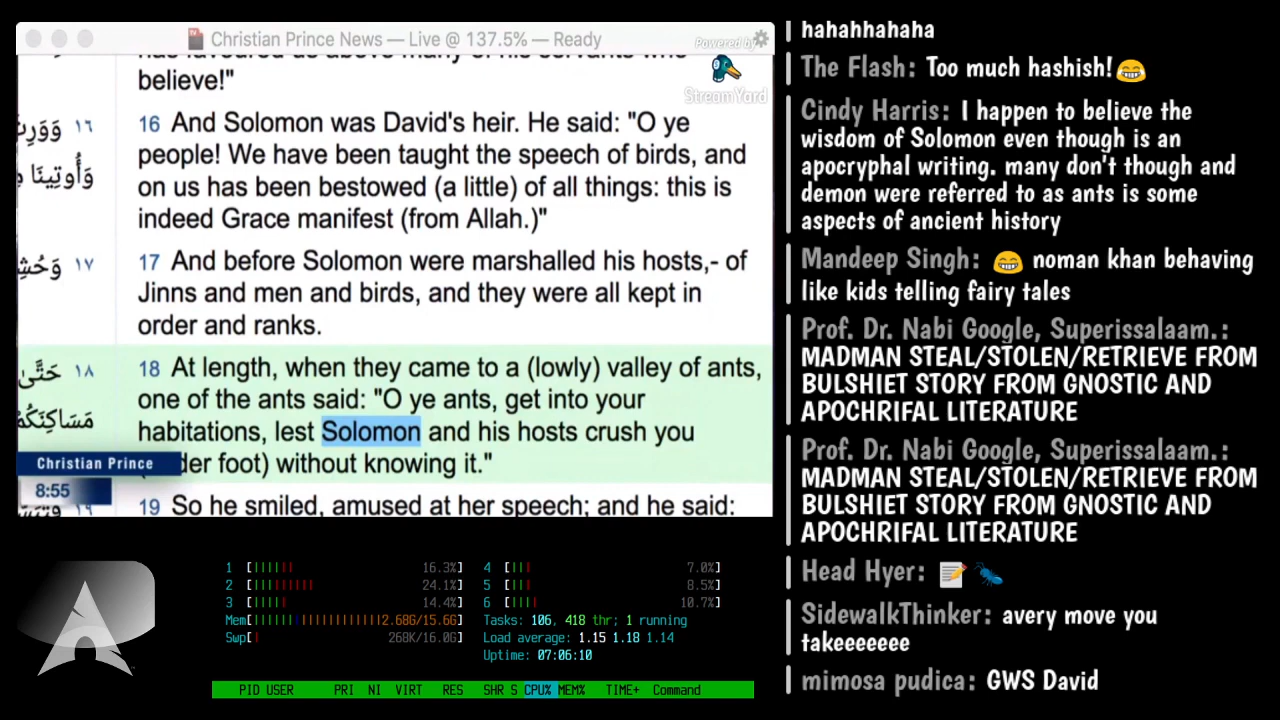 Christian Prince News — Live @ 137.5% — Ready
Powered by
StreamYard
has favoured us above many of his servants who
believe!"
١٦
16 And Solomon was David's heir. He said: "O ye
people! We have been taught the speech of birds, and
on us has been bestowed (a little) of all things: this is
indeed Grace manifest (from Allah.)"
١٧
17 And before Solomon were marshalled his hosts,- of
Jinns and men and birds, and they were all kept in
order and ranks.
١٨ حَتَّىٰ
18 At length, when they came to a (lowly) valley of ants,
one of the ants said: "O ye ants, get into your
habitations, lest Solomon and his hosts crush you
der foot) without knowing it."
19 So he smiled, amused at her speech; and he said:
Christian Prince
8:55
hahahhahaha
The Flash: Too much hashish!😂
Cindy Harris: I happen to believe the
wisdom of Solomon even though is an
apocryphal writing. many don't though and
demon were referred to as ants is some
aspects of ancient history
Mandeep Singh: 😂 noman khan behaving
like kids telling fairy tales
Prof. Dr. Nabi Google, Superissalaam.:
MADMAN STEAL/STOLEN/RETRIEVE FROM
BULSHIET STORY FROM GNOSTIC AND
APOCHRIFAL LITERATURE
Prof. Dr. Nabi Google, Superissalaam.:
MADMAN STEAL/STOLEN/RETRIEVE FROM
BULSHIET STORY FROM GNOSTIC AND
APOCHRIFAL LITERATURE
Head Hyer: 📝🐜
SidewalkThinker: avery move you
takeeeeeee
mimosa pudica: GWS David
1 [|||||| 16.3%]
2 [||||||||| 24.1%]
3 [||||| 14.4%]
Mem[||||||||||||||||||||2.68G/15.6G]
Swp[| 268K/16.0G]
4 [||| 7.0%]
5 [||| 8.5%]
6 [|||| 10.7%]
Tasks: 106, 418 thr; 1 running
Load average: 1.15 1.18 1.14
Uptime: 07:06:10
PID USER PRI NI VIRT RES SHR S CPU% MEM% TIME+ Command